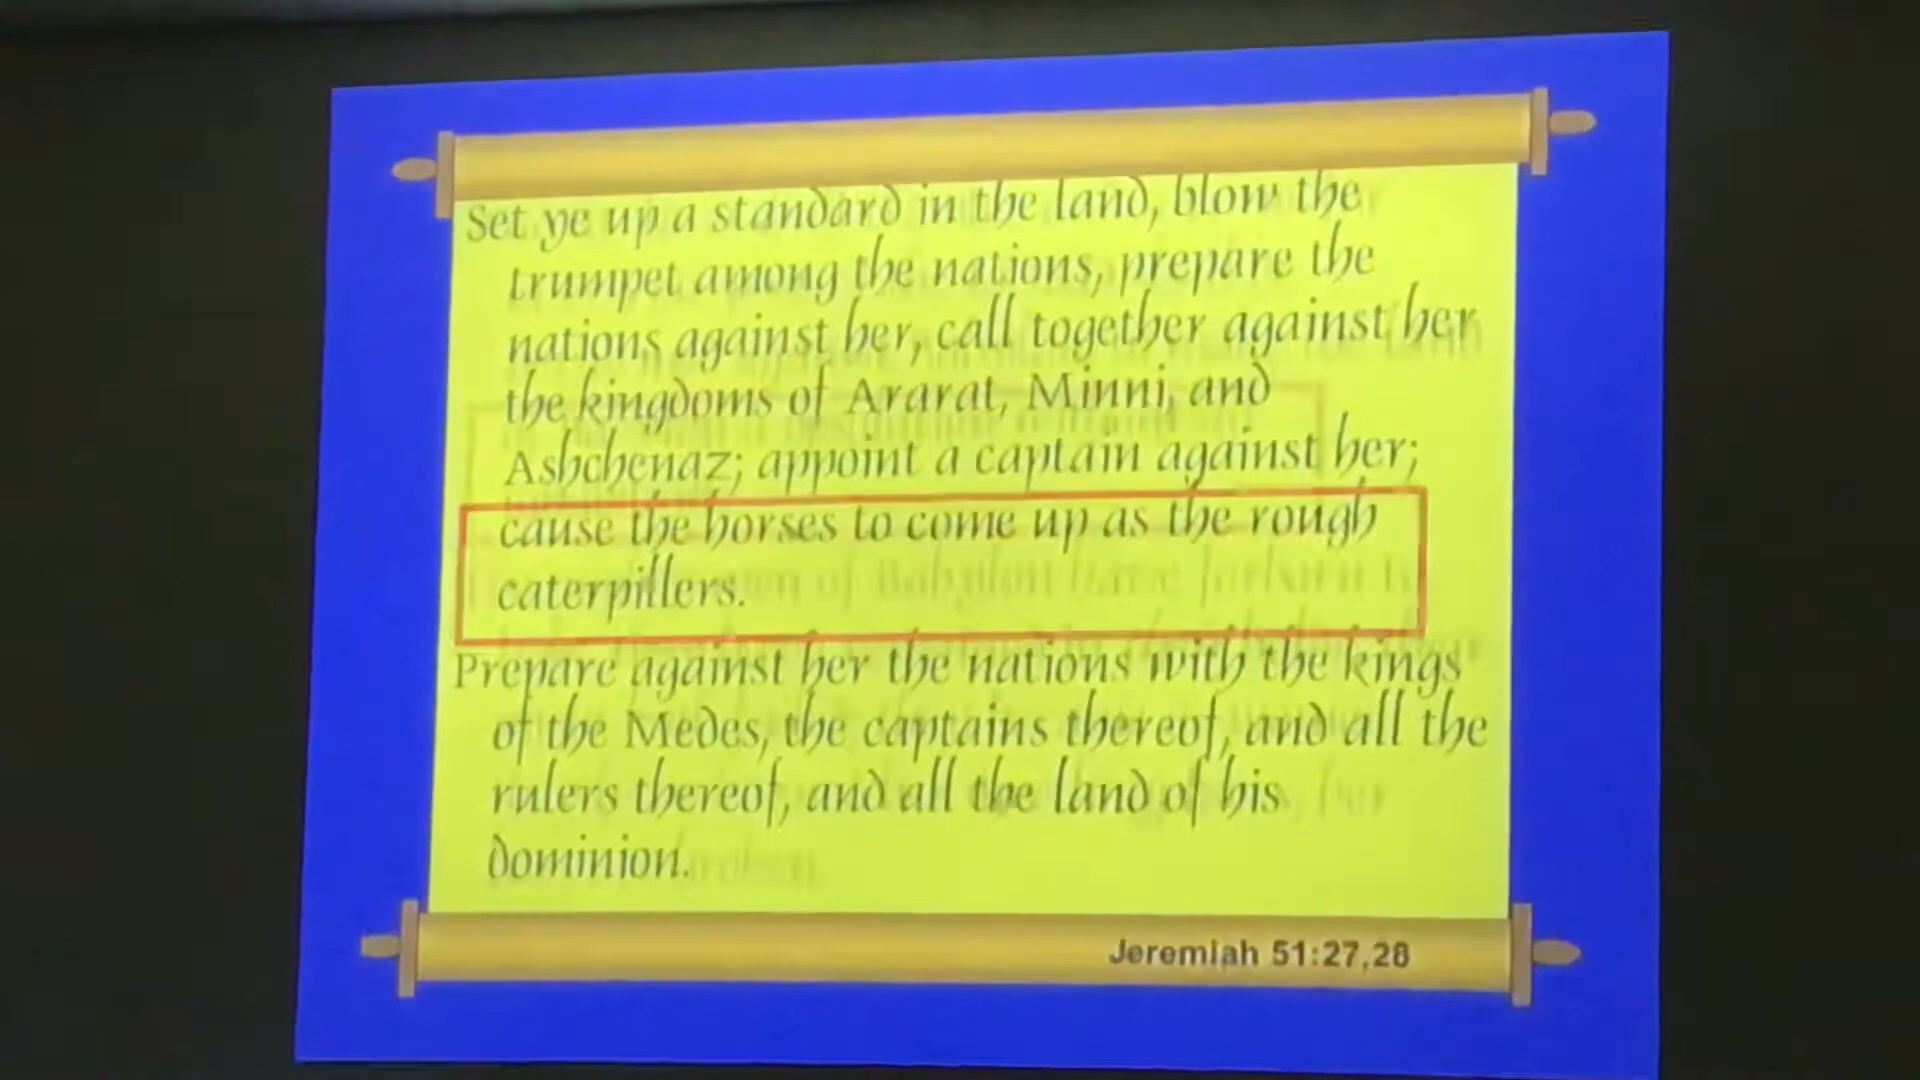 Set ye up a standard in the land, blow the
trumpet among the nations, prepare the
nations against her, call together against her
the kingdoms of Ararat, Minni, and
Ashchenaz; appoint a captain against her;
cause the horses to come up as the rough
caterpillers.
Prepare against her the nations with the kings
of the Medes, the captains thereof, and all the
rulers thereof, and all the land of his
dominion.
Jeremiah 51:27,28